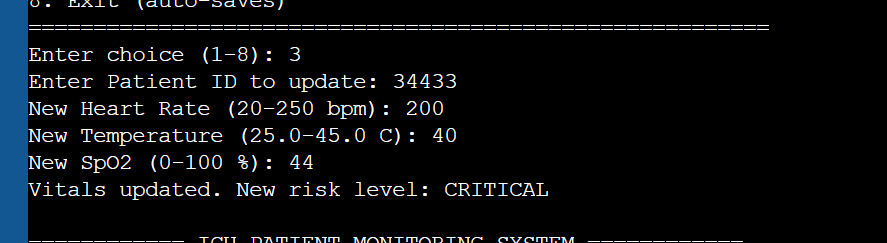 8. Exit (auto-saves)
=========================================================
Enter choice (1-8): 3
Enter Patient ID to update: 34433
New Heart Rate (20-250 bpm): 200
New Temperature (25.0-45.0 C): 40
New SpO2 (0-100 %): 44
Vitals updated. New risk level: CRITICAL
============ ICU PATIENT MONITORING SYSTEM ============